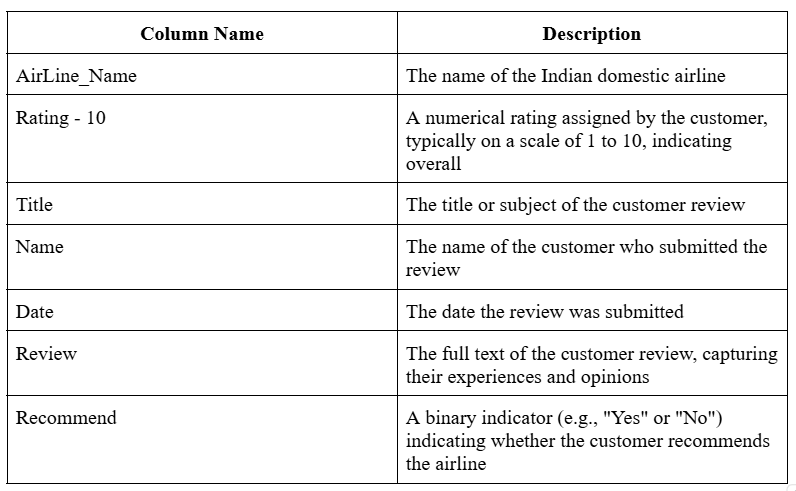 Column Name Description
AirLine_Name The name of the Indian domestic airline
Rating - 10 A numerical rating assigned by the customer,
typically on a scale of 1 to 10, indicating
overall
Title The title or subject of the customer review
Name The name of the customer who submitted the
review
Date The date the review was submitted
Review The full text of the customer review, capturing
their experiences and opinions
Recommend A binary indicator (e.g., "Yes" or "No")
indicating whether the customer recommends
the airline